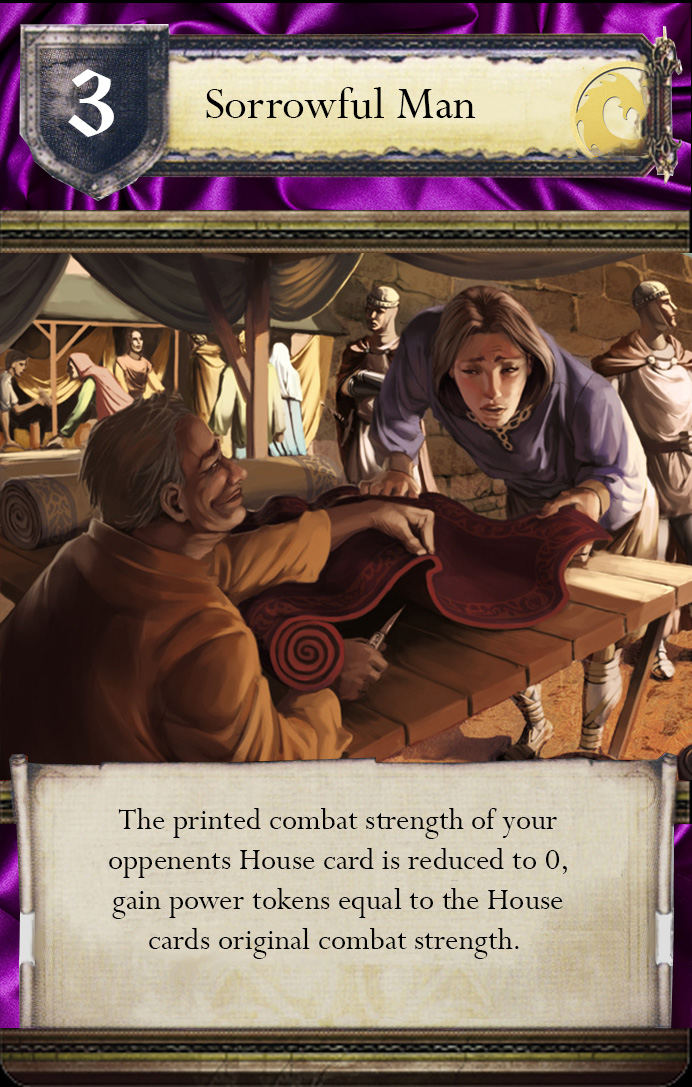 3
Sorrowful Man
The printed combat strength of your
oppenents House card is reduced to 0,
gain power tokens equal to the House
cards original combat strength.